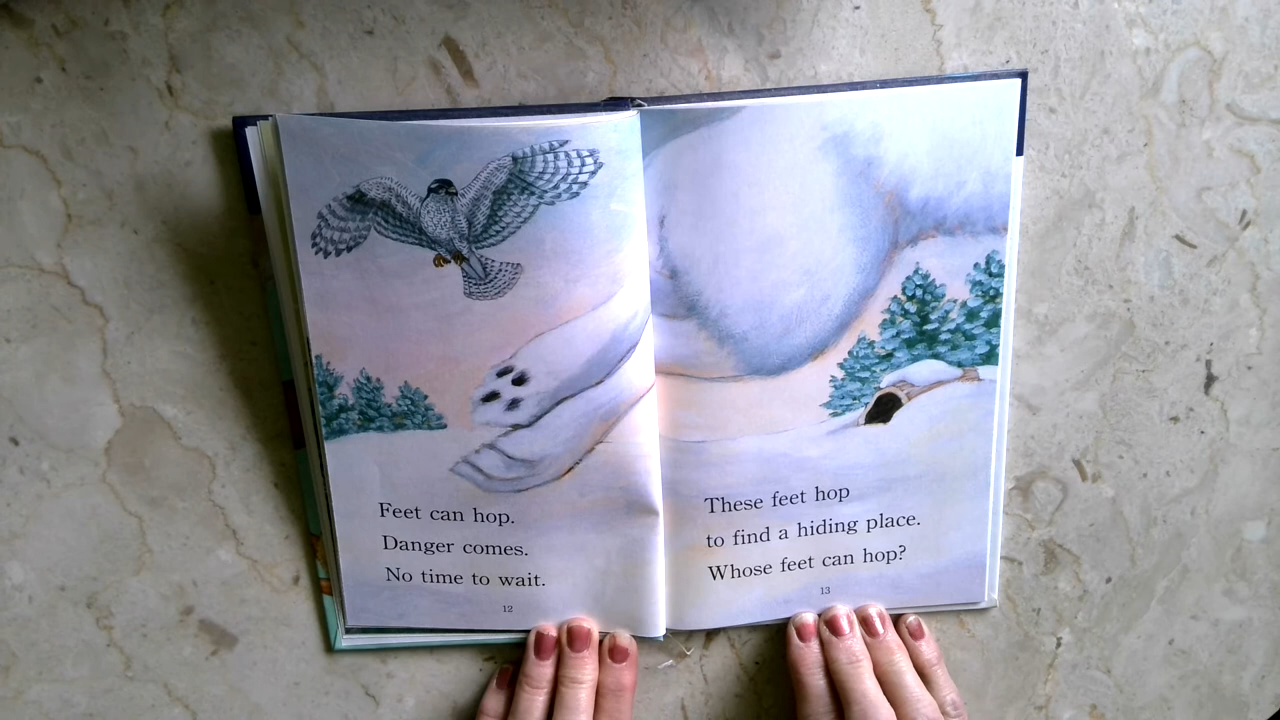 Feet can hop.
Danger comes.
No time to wait.
12
These feet hop
to find a hiding place.
Whose feet can hop?
13